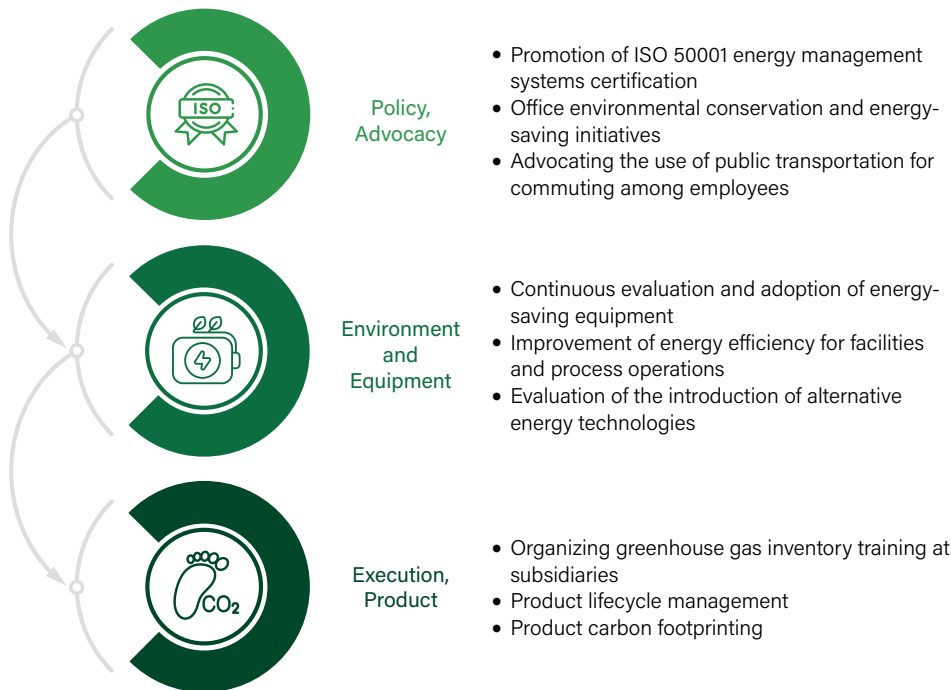 ISO
Policy,
Advocacy
• Promotion of ISO 50001 energy management
systems certification
• Office environmental conservation and energy-
saving initiatives
• Advocating the use of public transportation for
commuting among employees
Environment
and
Equipment
• Continuous evaluation and adoption of energy-
saving equipment
• Improvement of energy efficiency for facilities
and process operations
• Evaluation of the introduction of alternative
energy technologies
CO₂
Execution,
Product
• Organizing greenhouse gas inventory training at
subsidiaries
• Product lifecycle management
• Product carbon footprinting